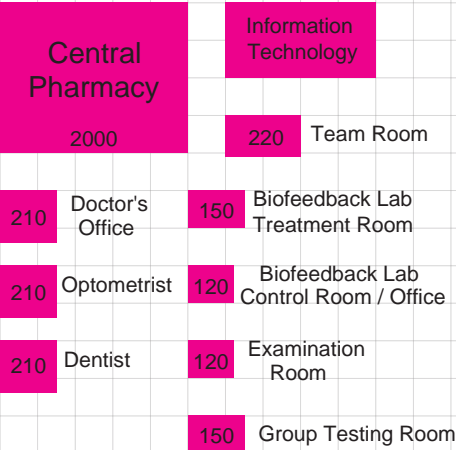 Central
Pharmacy
2000
Information
Technology
220 Team Room
210 Doctor's
Office
150 Biofeedback Lab
Treatment Room
210 Optometrist
120 Biofeedback Lab
Control Room / Office
210 Dentist
120 Examination
Room
150 Group Testing Room